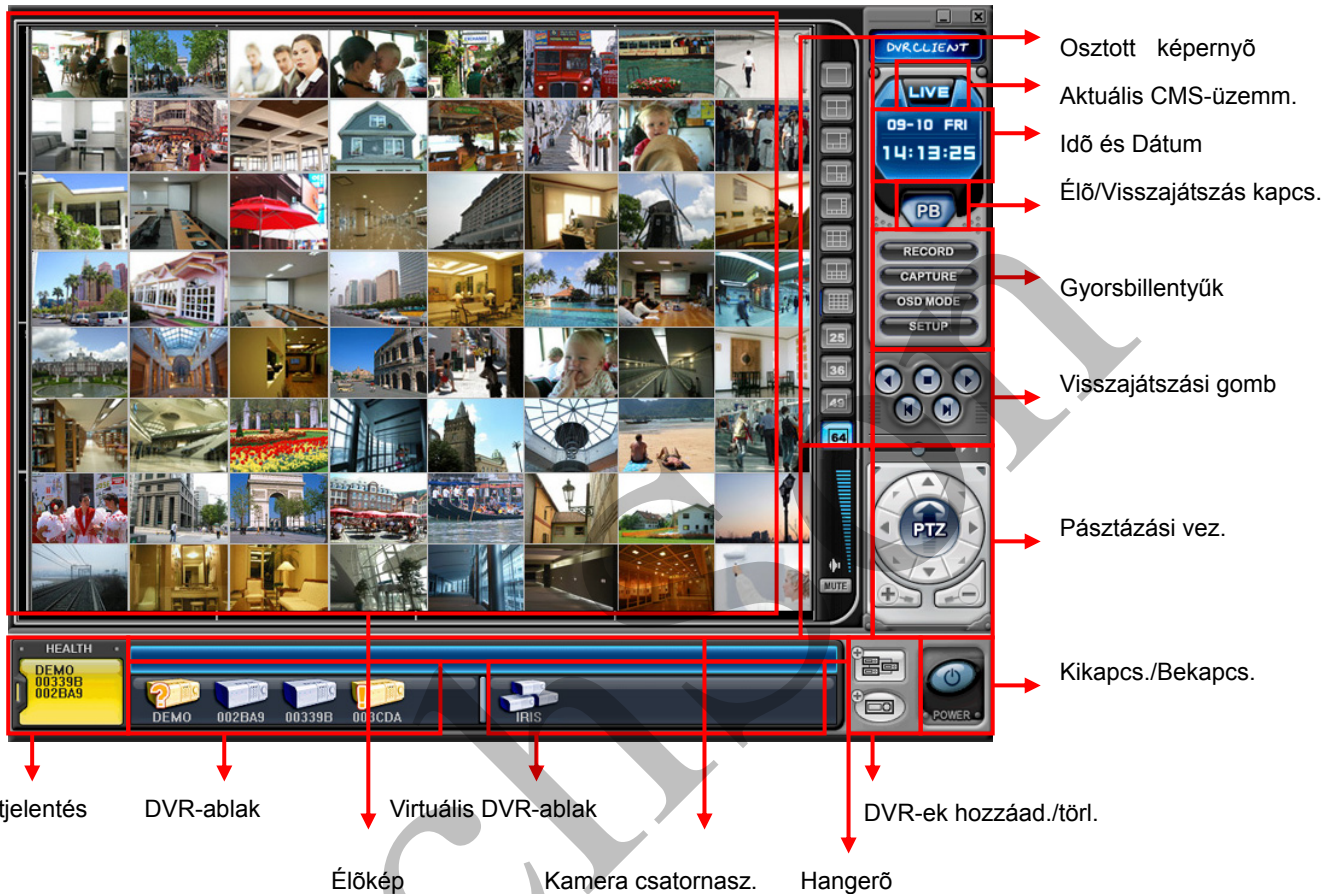 DVRCLIENT
LIVE
09-10 FRI
14:13:25
PB
RECORD
CAPTURE
OSD MODE
SETUP
25
36
49
64
PTZ
MUTE
HEALTH
DEMO
00339B
002BA9
DEMO
002BA9
00339B
003CDA
IRIS
POWER
Osztott képernyõ
Aktuális CMS-üzemm.
Idõ és Dátum
Élõ/Visszajátszás kapcs.
Gyorsbillentyűk
Visszajátszási gomb
Pásztázási vez.
Kikapcs./Bekapcs.
tjelentés
DVR-ablak
Virtuális DVR-ablak
DVR-ek hozzáad./törl.
Élõkép
Kamera csatornasz.
Hangerõ